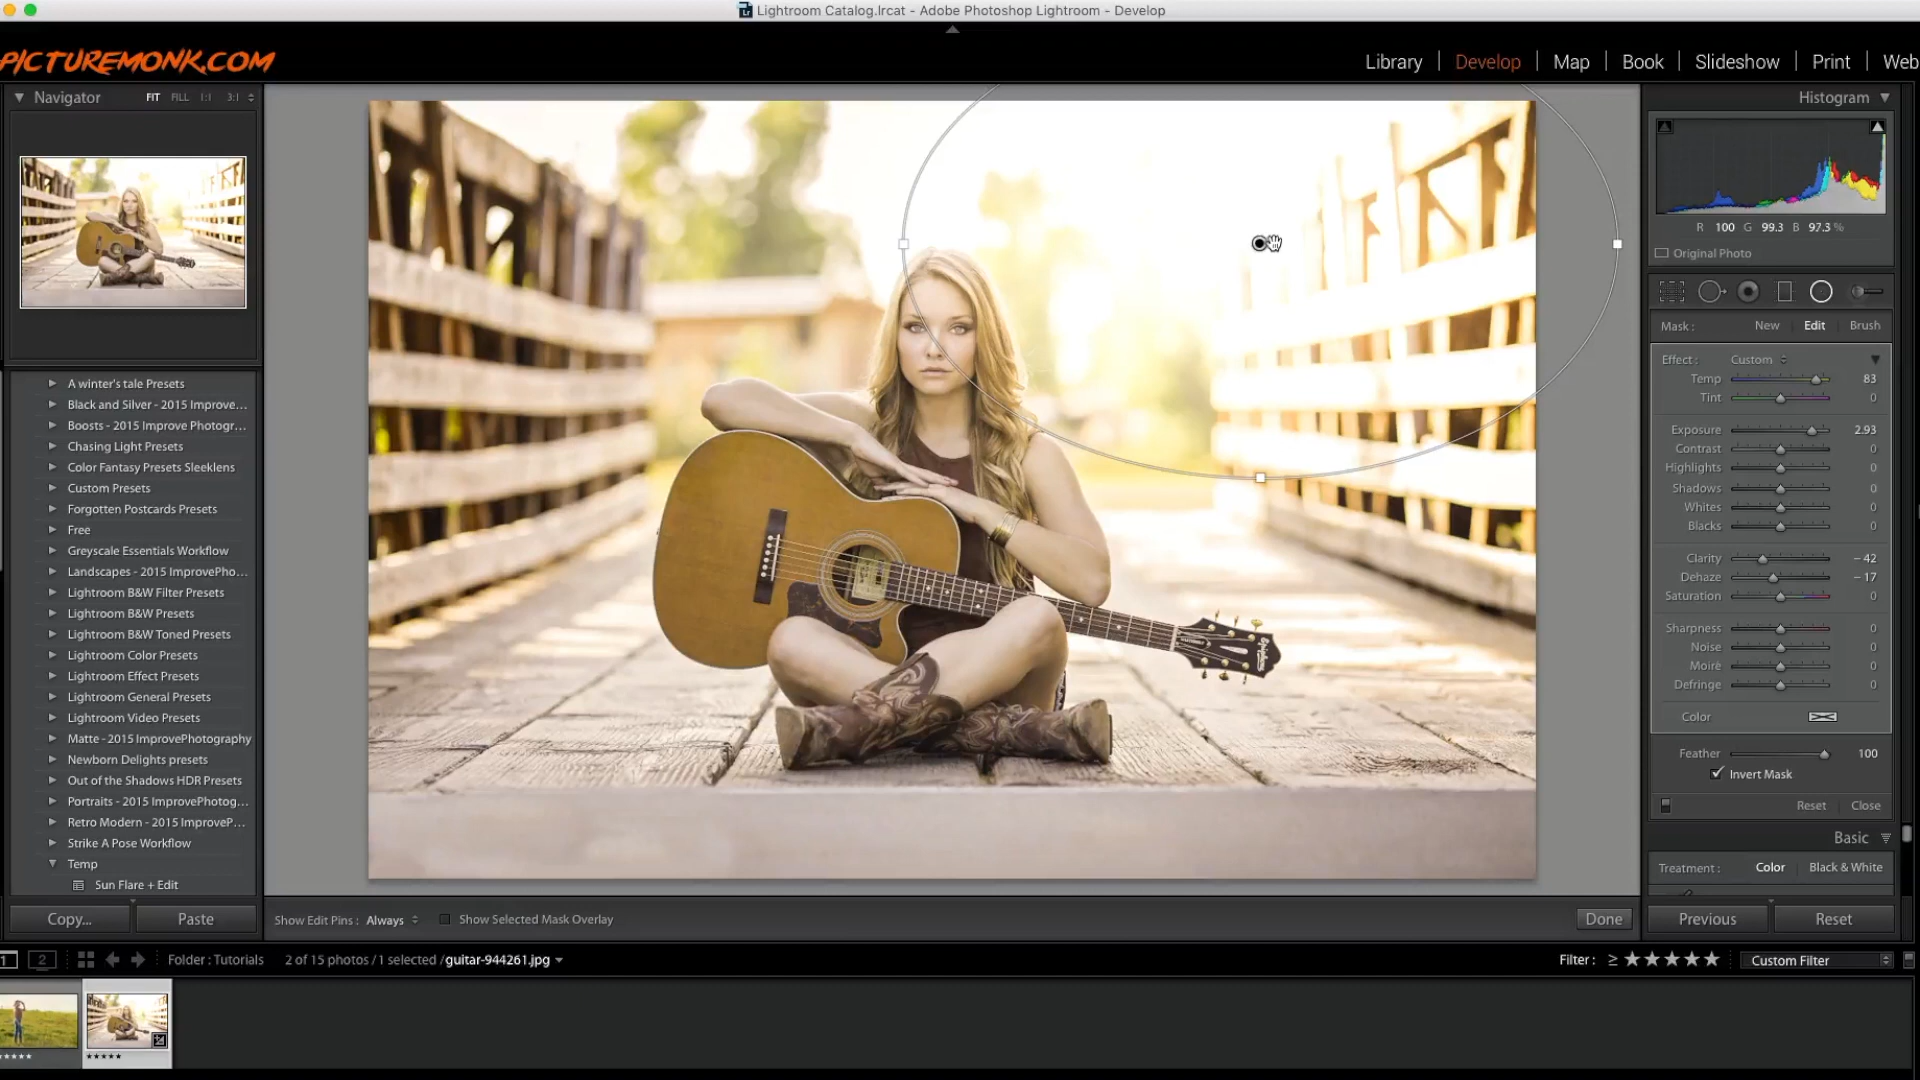 Lightroom Catalog.lrcat - Adobe Photoshop Lightroom - Develop
PICTUREMONK.COM
Library | Develop | Map | Book | Slideshow | Print | Web
Navigator FIT FILL 1:1 3:1
Histogram
R 100 G 99.3 B 97.3 %
Original Photo
Mask : New Edit Brush
Effect : Custom
Temp 83
Tint 0
Exposure 2.93
Contrast 0
Highlights 0
Shadows 0
Whites 0
Blacks 0
Clarity - 42
Dehaze - 17
Saturation 0
Sharpness 0
Noise 0
Moiré 0
Defringe 0
Color
Feather 100
Invert Mask
Reset Close
Basic
Treatment : Color Black & White
Previous Reset
A winter's tale Presets
Black and Silver - 2015 Improve...
Boosts - 2015 Improve Photogr...
Chasing Light Presets
Color Fantasy Presets Sleeklens
Custom Presets
Forgotten Postcards Presets
Free
Greyscale Essentials Workflow
Landscapes - 2015 ImprovePho...
Lightroom B&W Filter Presets
Lightroom B&W Presets
Lightroom B&W Toned Presets
Lightroom Color Presets
Lightroom Effect Presets
Lightroom General Presets
Lightroom Video Presets
Matte - 2015 ImprovePhotography
Newborn Delights presets
Out of the Shadows HDR Presets
Portraits - 2015 ImprovePhotog...
Retro Modern - 2015 ImproveP...
Strike A Pose Workflow
Temp
Sun Flare + Edit
Copy... Paste
Show Edit Pins : Always Show Selected Mask Overlay Done
1 2 Folder : Tutorials 2 of 15 photos / 1 selected / guitar-944261.jpg Filter : ≥ ★★★★★ Custom Filter
★★★★★ ★★★★★